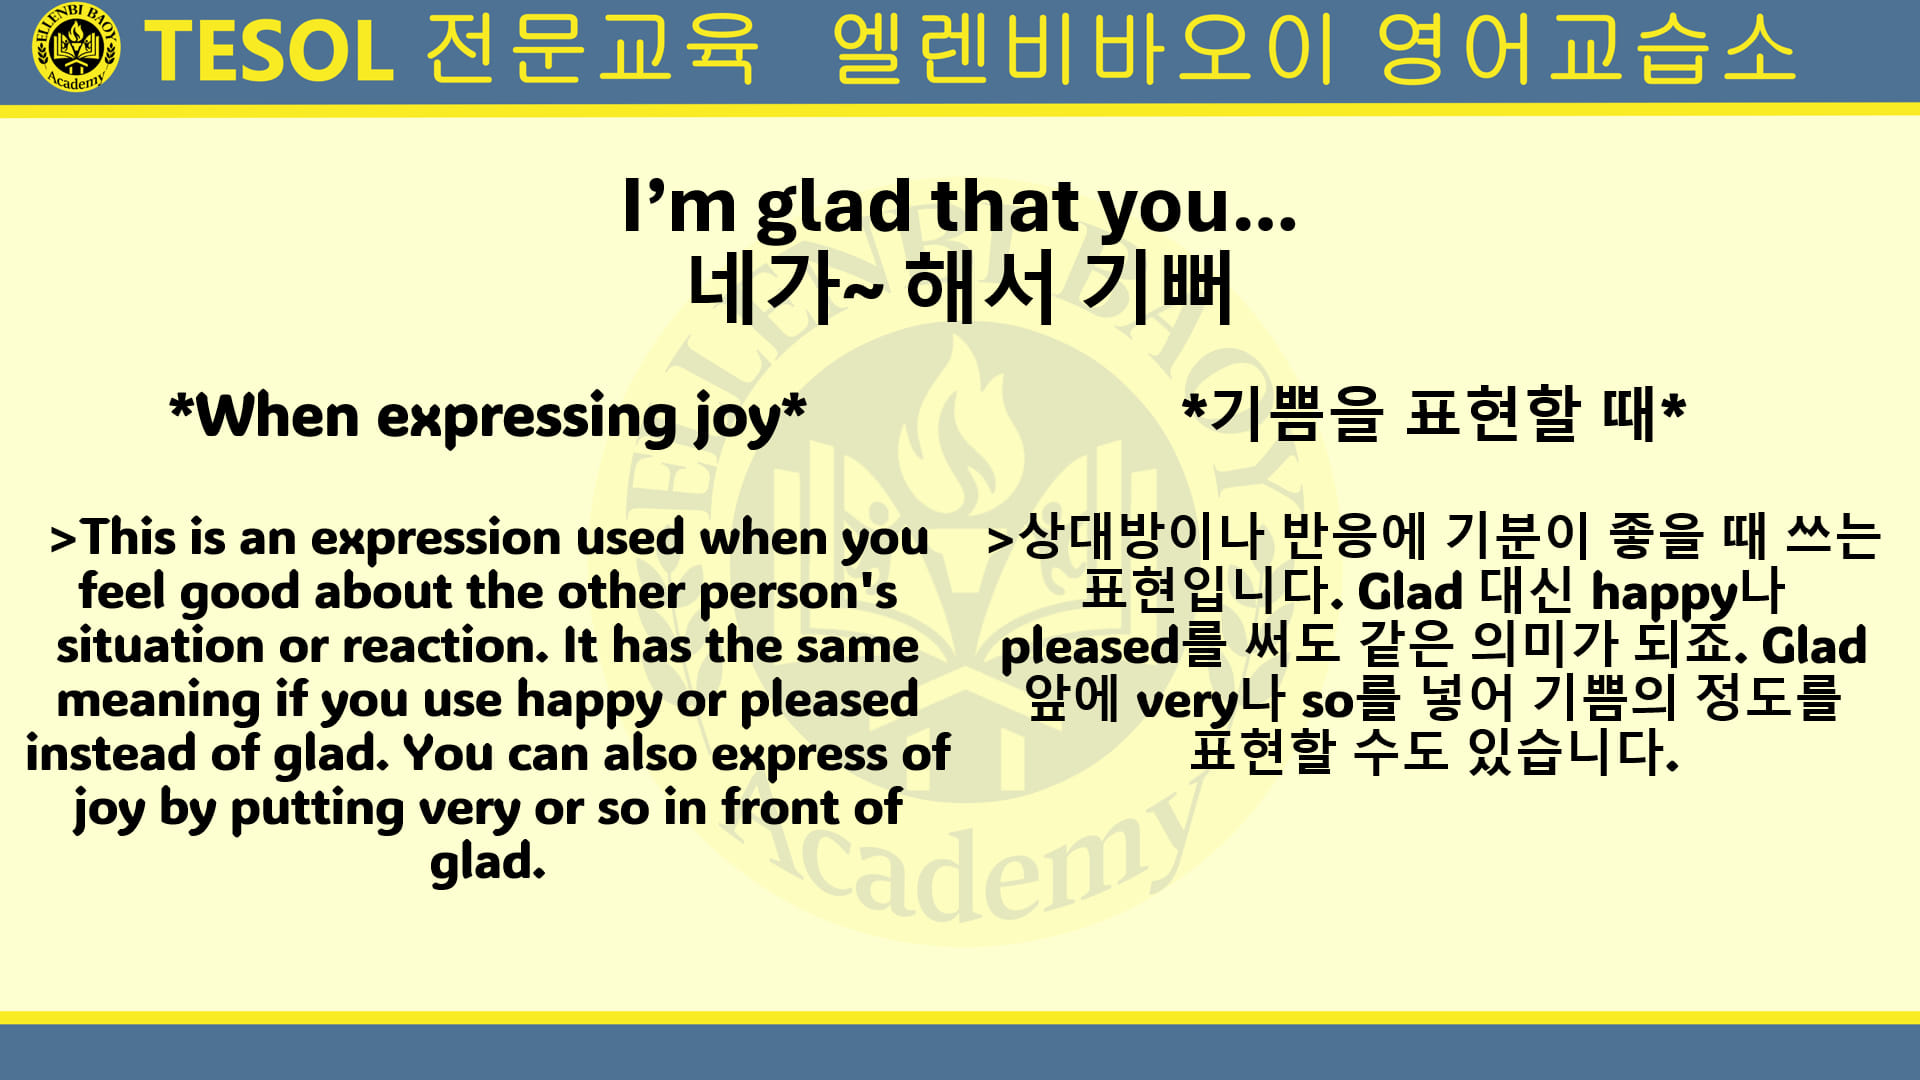 ELLENBI BAOY
Academy
TESOL 전문교육 엘렌비바오이 영어교습소
I’m glad that you...
네가~ 해서 기뻐
*When expressing joy*
>This is an expression used when you
feel good about the other person's
situation or reaction. It has the same
meaning if you use happy or pleased
instead of glad. You can also express of
joy by putting very or so in front of
glad.
*기쁨을 표현할 때*
>상대방이나 반응에 기분이 좋을 때 쓰는
표현입니다. Glad 대신 happy나
pleased를 써도 같은 의미가 되죠. Glad
앞에 very나 so를 넣어 기쁨의 정도를
표현할 수도 있습니다.
ELLENBI BAOY
Academy